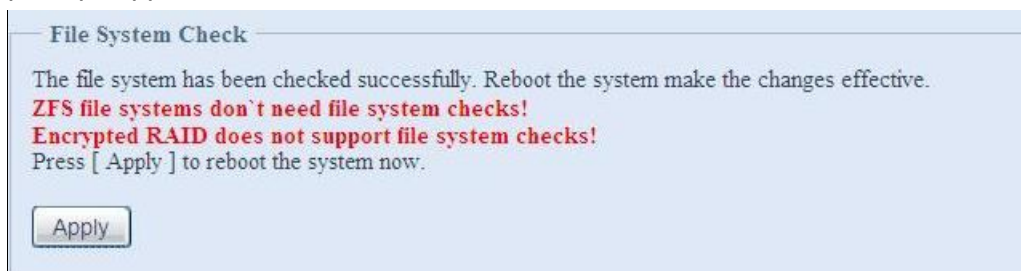 File System Check
The file system has been checked successfully. Reboot the system make the changes effective.
ZFS file systems don`t need file system checks!
Encrypted RAID does not support file system checks!
Press [ Apply ] to reboot the system now.
Apply